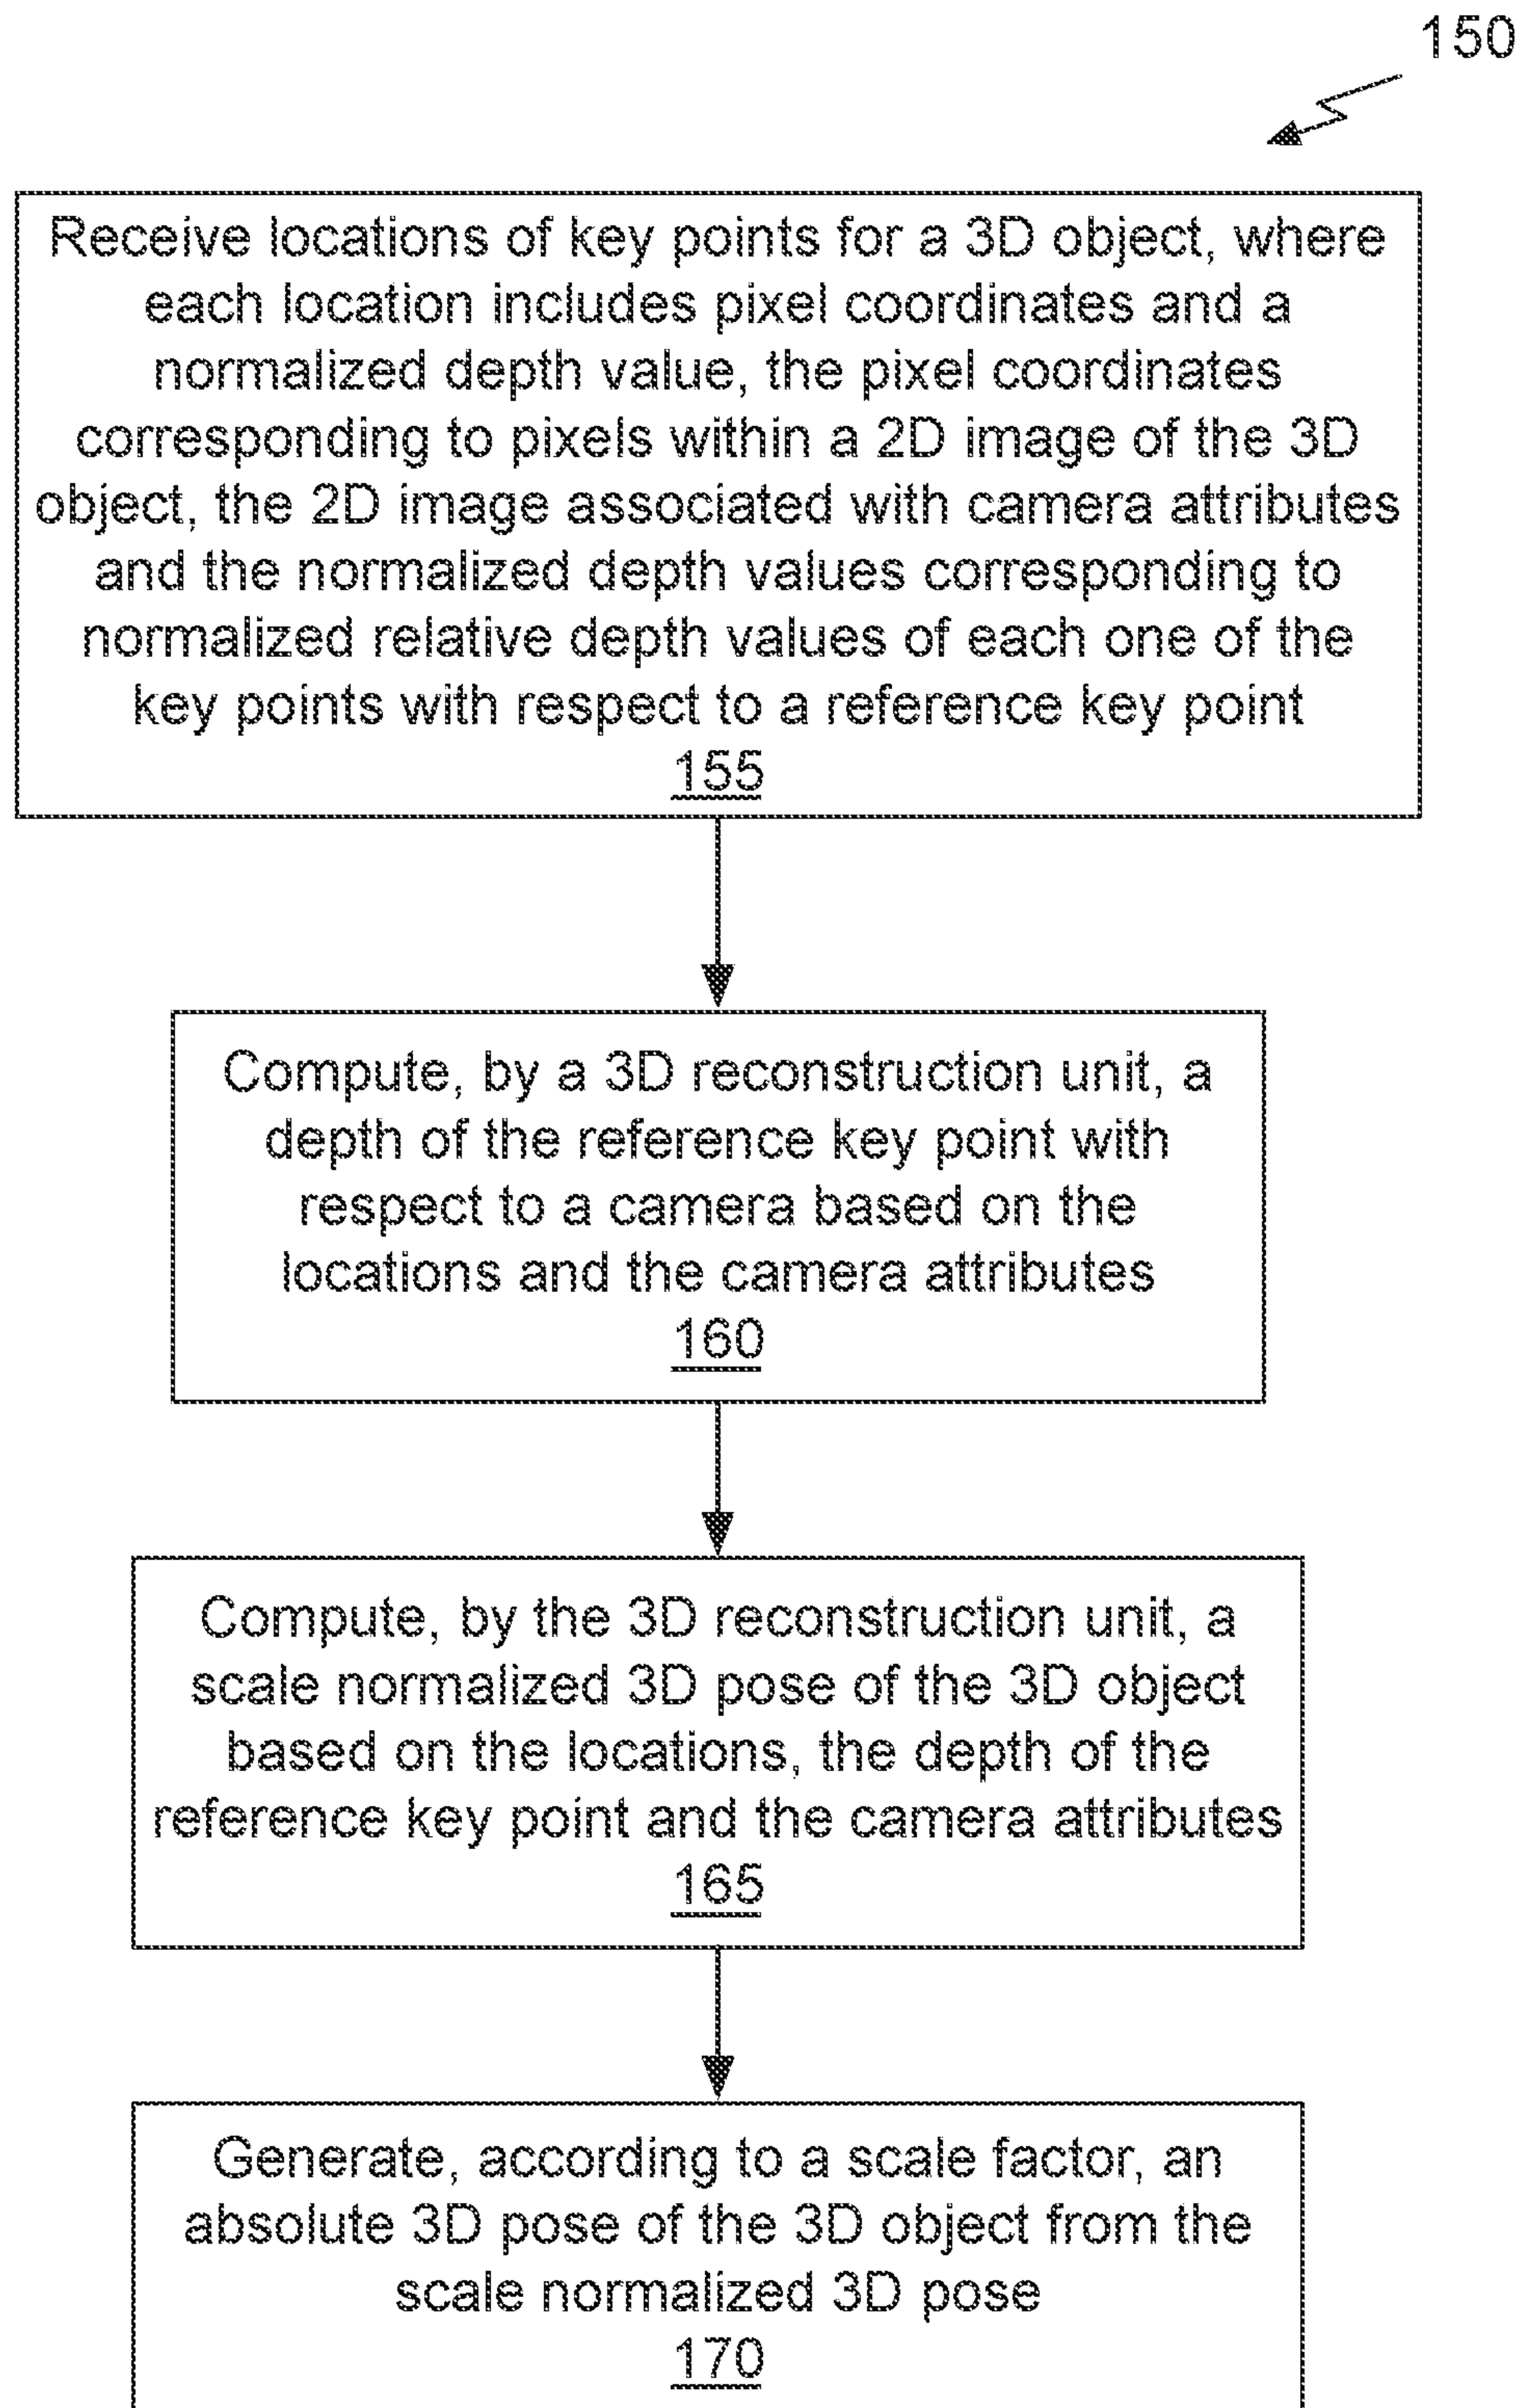 150
Receive locations of key points for a 3D object, where
each location includes pixel coordinates and a
normalized depth value, the pixel coordinates
corresponding to pixels within a 2D image of the 3D
object, the 2D image associated with camera attributes
and the normalized depth values corresponding to
normalized relative depth values of each one of the
key points with respect to a reference key point
155
Compute, by a 3D reconstruction unit, a
depth of the reference key point with
respect to a camera based on the
locations and the camera attributes
160
Compute, by the 3D reconstruction unit, a
scale normalized 3D pose of the 3D object
based on the locations, the depth of the
reference key point and the camera attributes
165
Generate, according to a scale factor, an
absolute 3D pose of the 3D object from the
scale normalized 3D pose
170